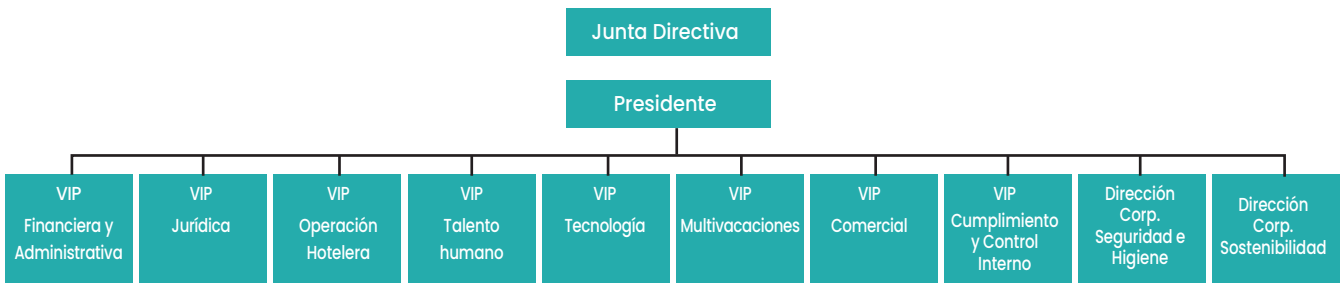 Junta Directiva
Presidente
VIP
Financiera y
Administrativa
VIP
Jurídica
VIP
Operación
Hotelera
VIP
Talento
humano
VIP
Tecnología
VIP
Multivacaciones
VIP
Comercial
VIP
Cumplimiento
y Control
Interno
Dirección
Corp.
Seguridad e
Higiene
Dirección
Corp.
Sostenibilidad